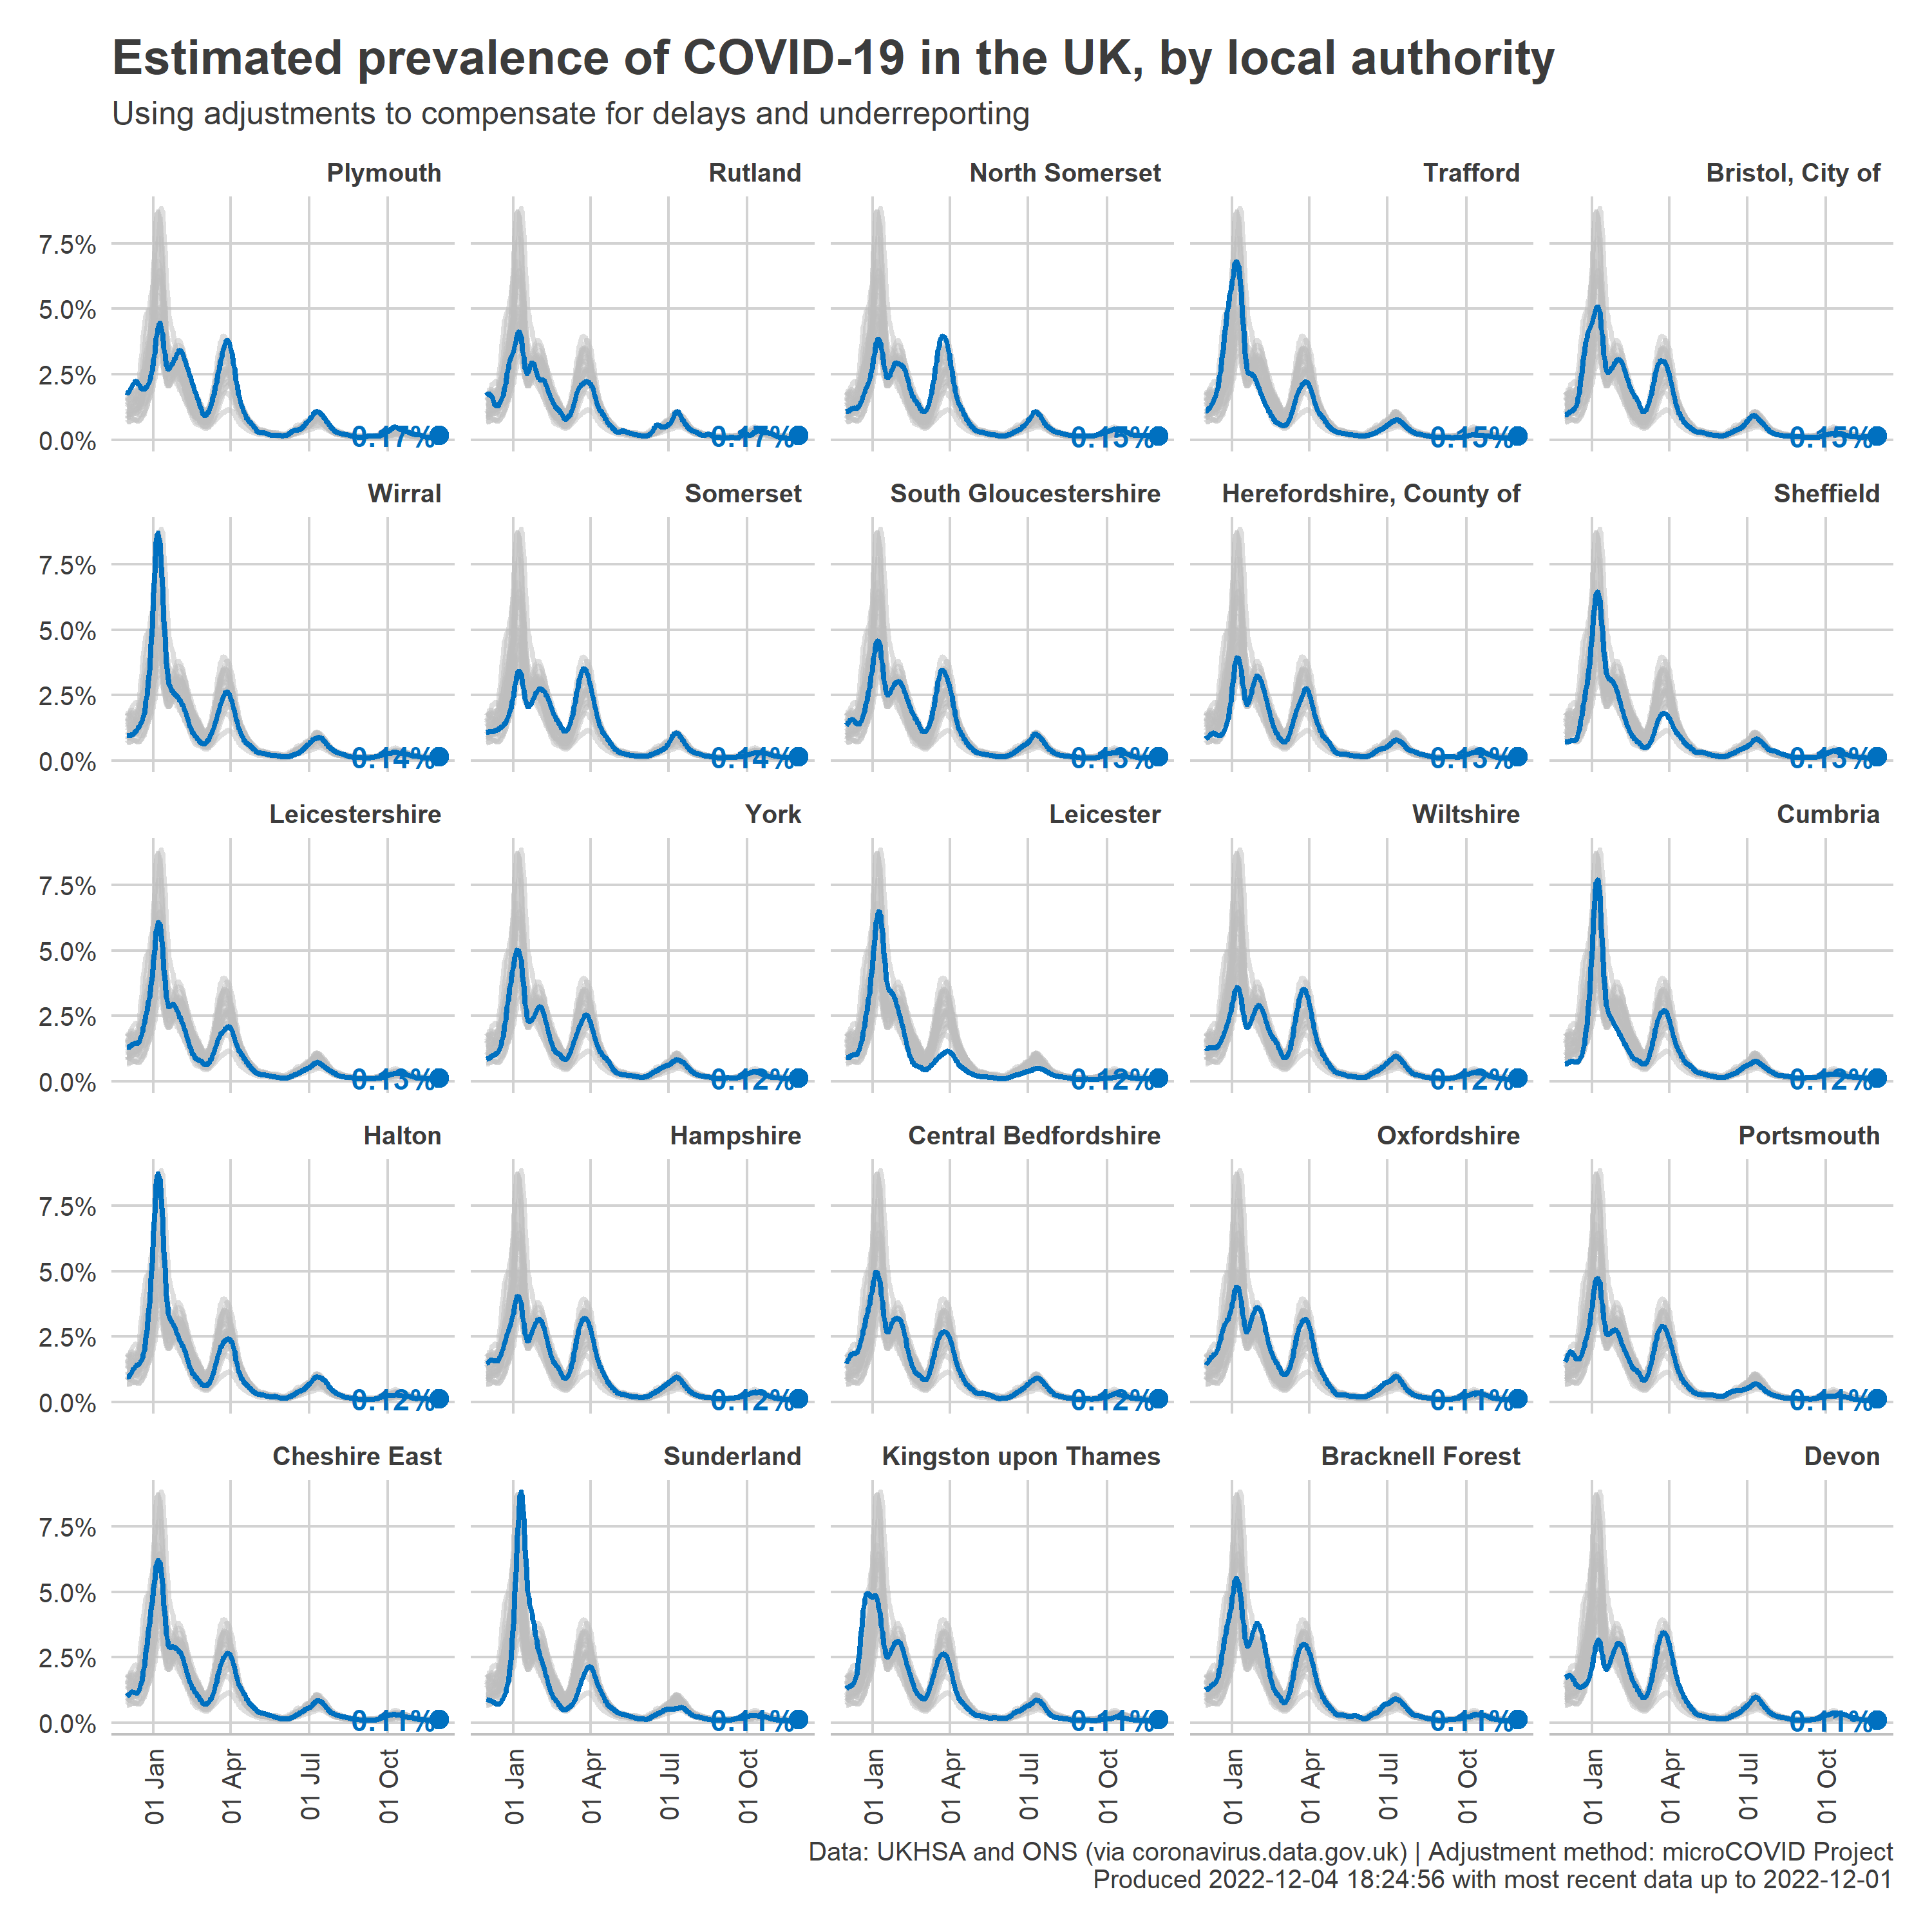 Estimated prevalence of COVID-19 in the UK, by local authority
Using adjustments to compensate for delays and underreporting
Plymouth
Rutland
North Somerset
Trafford
Bristol, City of
7.5%
5.0%
2.5%
0.0%
0.17%
0.17%
0.15%
0.15%
0.15%
Wirral
Somerset
South Gloucestershire
Herefordshire, County of
Sheffield
7.5%
5.0%
2.5%
0.0%
0.14%
0.14%
0.13%
0.13%
0.13%
Leicestershire
York
Leicester
Wiltshire
Cumbria
7.5%
5.0%
2.5%
0.0%
0.13%
0.12%
0.12%
0.12%
0.12%
Halton
Hampshire
Central Bedfordshire
Oxfordshire
Portsmouth
7.5%
5.0%
2.5%
0.0%
0.12%
0.12%
0.12%
0.11%
0.11%
Cheshire East
Sunderland
Kingston upon Thames
Bracknell Forest
Devon
7.5%
5.0%
2.5%
0.0%
0.11%
0.11%
0.11%
0.11%
0.11%
01 Jan
01 Apr
01 Jul
01 Oct
01 Jan
01 Apr
01 Jul
01 Oct
01 Jan
01 Apr
01 Jul
01 Oct
01 Jan
01 Apr
01 Jul
01 Oct
01 Jan
01 Apr
01 Jul
01 Oct
Data: UKHSA and ONS (via coronavirus.data.gov.uk) | Adjustment method: microCOVID Project
Produced 2022-12-04 18:24:56 with most recent data up to 2022-12-01